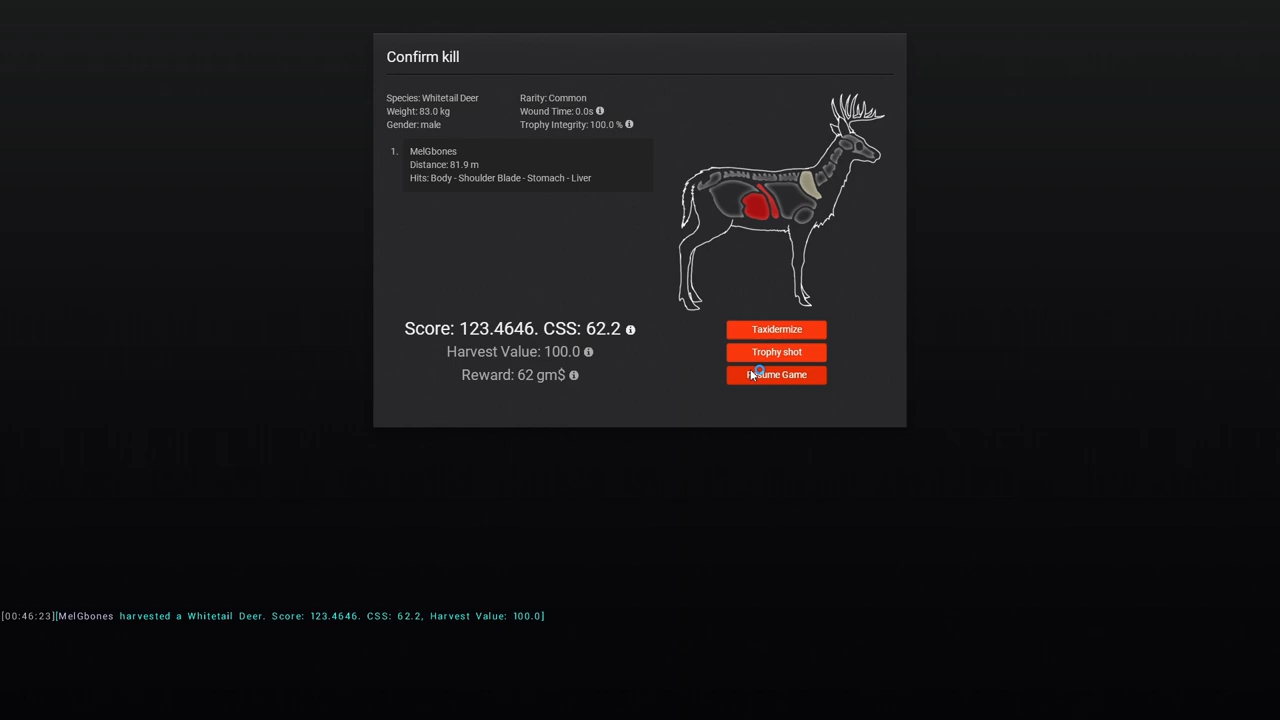 Confirm kill
Species: Whitetail Deer
Weight: 83.0 kg
Gender: male
Rarity: Common
Wound Time: 0.0s
Trophy Integrity: 100.0 %
1. MelGbones
Distance: 81.9 m
Hits: Body - Shoulder Blade - Stomach - Liver
Score: 123.4646. CSS: 62.2
Harvest Value: 100.0
Reward: 62 gm$
Taxidermize
Trophy shot
Resume Game
[00:46:23][MelGbones harvested a Whitetail Deer. Score: 123.4646. CSS: 62.2, Harvest Value: 100.0]